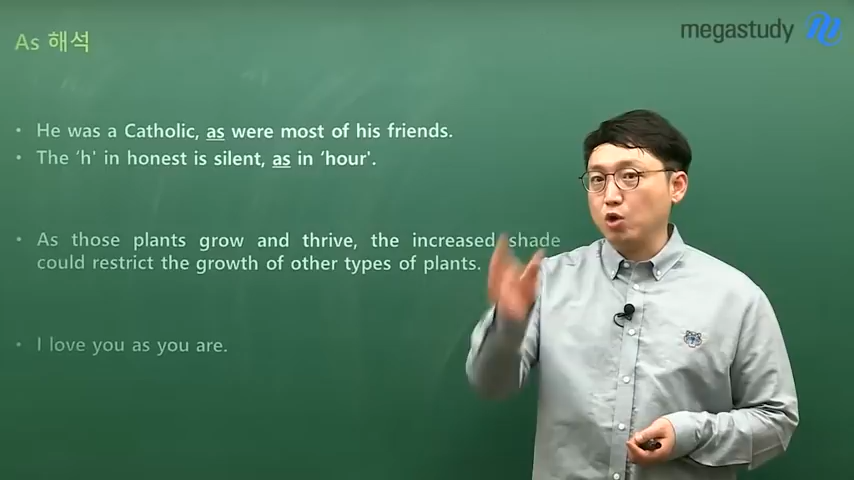 megastudy
As 해석
• He was a Catholic, as were most of his friends.
• The ‘h' in honest is silent, as in ‘hour'.
• As those plants grow and thrive, the increased shade
could restrict the growth of other types of plants.
• I love you as you are.